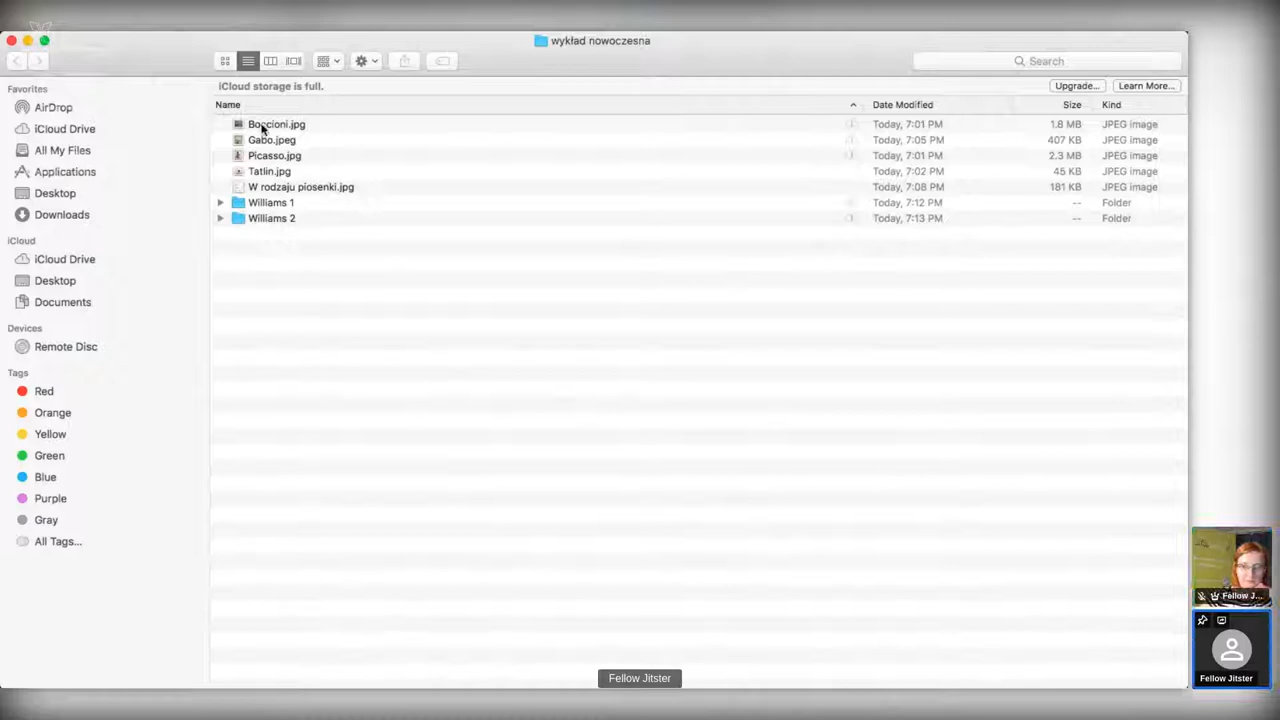 wykład nowoczesna
Search
Favorites
AirDrop
iCloud Drive
All My Files
Applications
Desktop
Downloads
iCloud
iCloud Drive
Desktop
Documents
Devices
Remote Disc
Tags
Red
Orange
Yellow
Green
Blue
Purple
Gray
All Tags...
iCloud storage is full. Upgrade... Learn More...
Name Date Modified Size Kind
Boccioni.jpg Today, 7:01 PM 1.8 MB JPEG image
Gabo.jpeg Today, 7:05 PM 407 KB JPEG image
Picasso.jpg Today, 7:01 PM 2.3 MB JPEG image
Tatlin.jpg Today, 7:02 PM 45 KB JPEG image
W rodzaju piosenki.jpg Today, 7:08 PM 181 KB JPEG image
Williams 1 Today, 7:12 PM -- Folder
Williams 2 Today, 7:13 PM -- Folder
Fellow J...
Fellow Jitster
Fellow Jitster